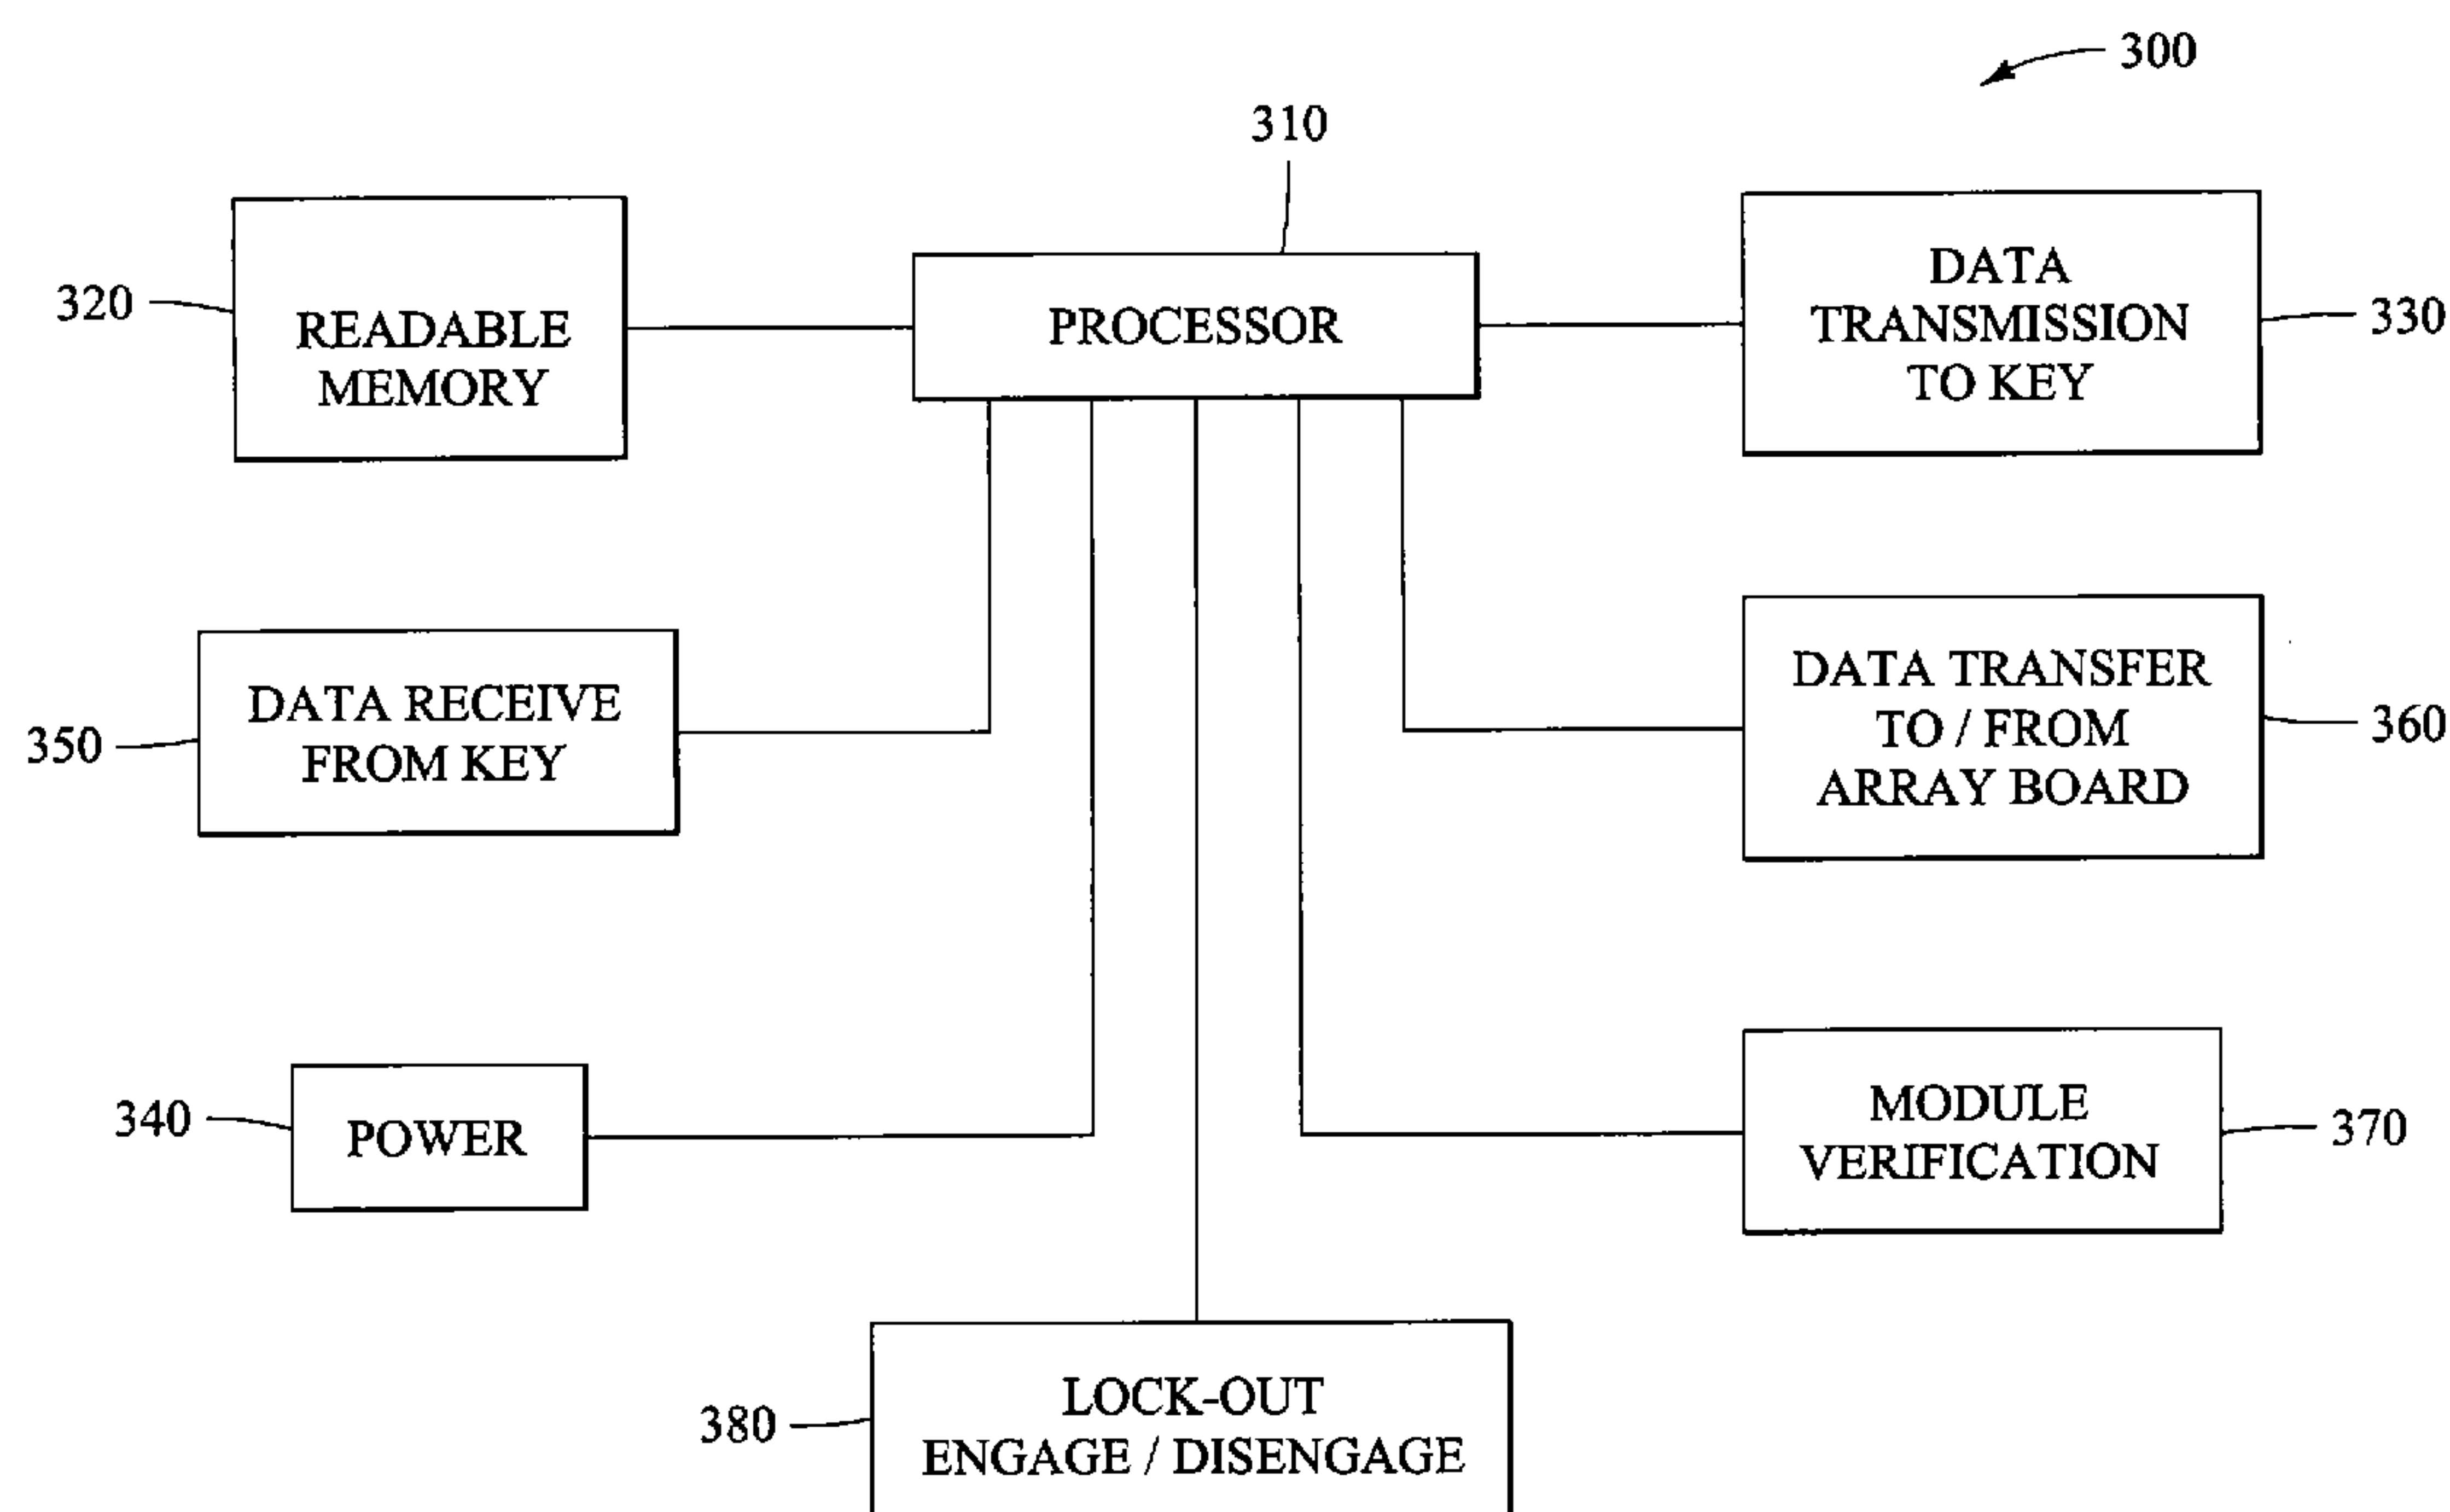 300
310
320
READABLE
MEMORY
PROCESSOR
DATA
TRANSMISSION
TO KEY
330
350
DATA RECEIVE
FROM KEY
DATA TRANSFER
TO / FROM
ARRAY BOARD
360
340
POWER
MODULE
VERIFICATION
370
380
LOCK-OUT
ENGAGE / DISENGAGE